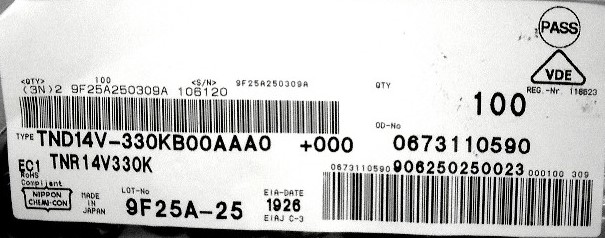 PASS
VDE
REG.-Nr. 118623
<QTY> 100 <S/N> 9F25A250309A
(3N)2 9F25A250309A 106120
QTY 100
TYPE TND14V-330KB00AAA0 +000
OD-No 0673110590
EC1 TNR14V330K
RoHS
Compliant
0673110590 906250250023 000100 309
NIPPON
CHEMI-CON
MADE IN
JAPAN
LOT-No
9F25A-25
EIA-DATE
1926
EIAJ C-3